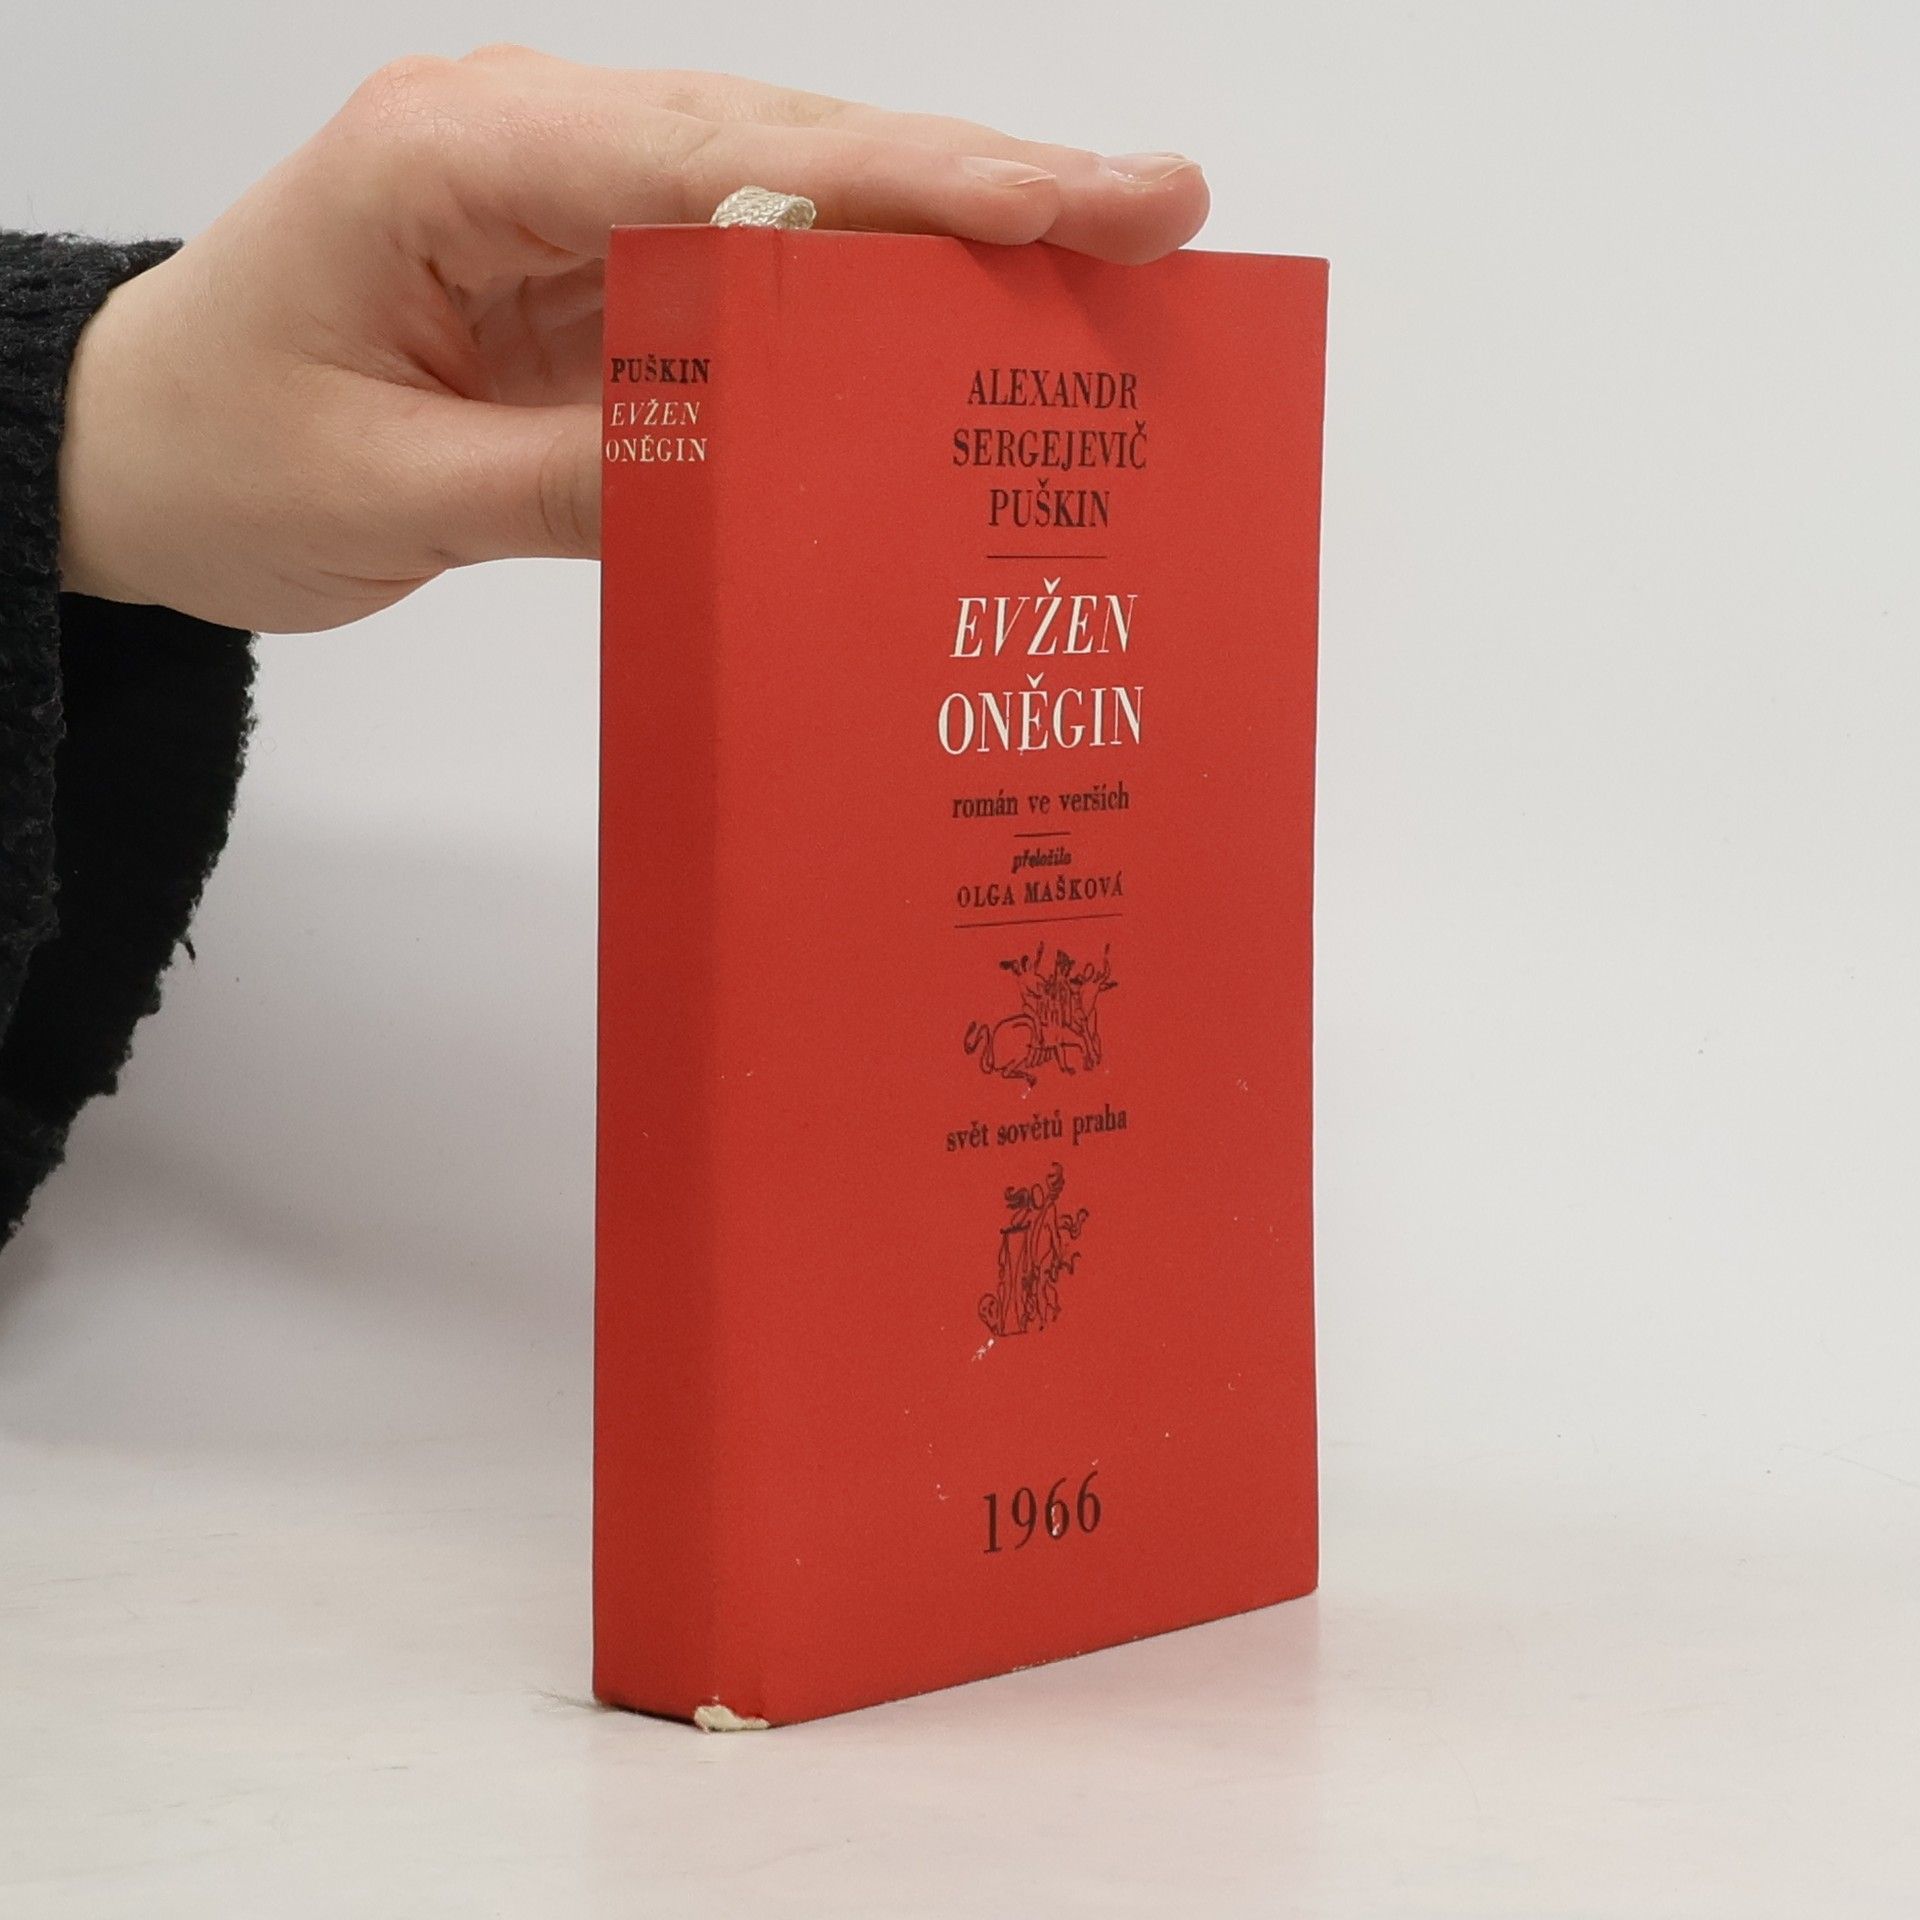 PUŠKIN
EVŽEN
ONĚGIN
ALEXANDR
SERGEJEVIČ
PUŠKIN
EVŽEN
ONĚGIN
román ve verších
přeložila
OLGA MAŠKOVÁ
svět sovětů praha
1966